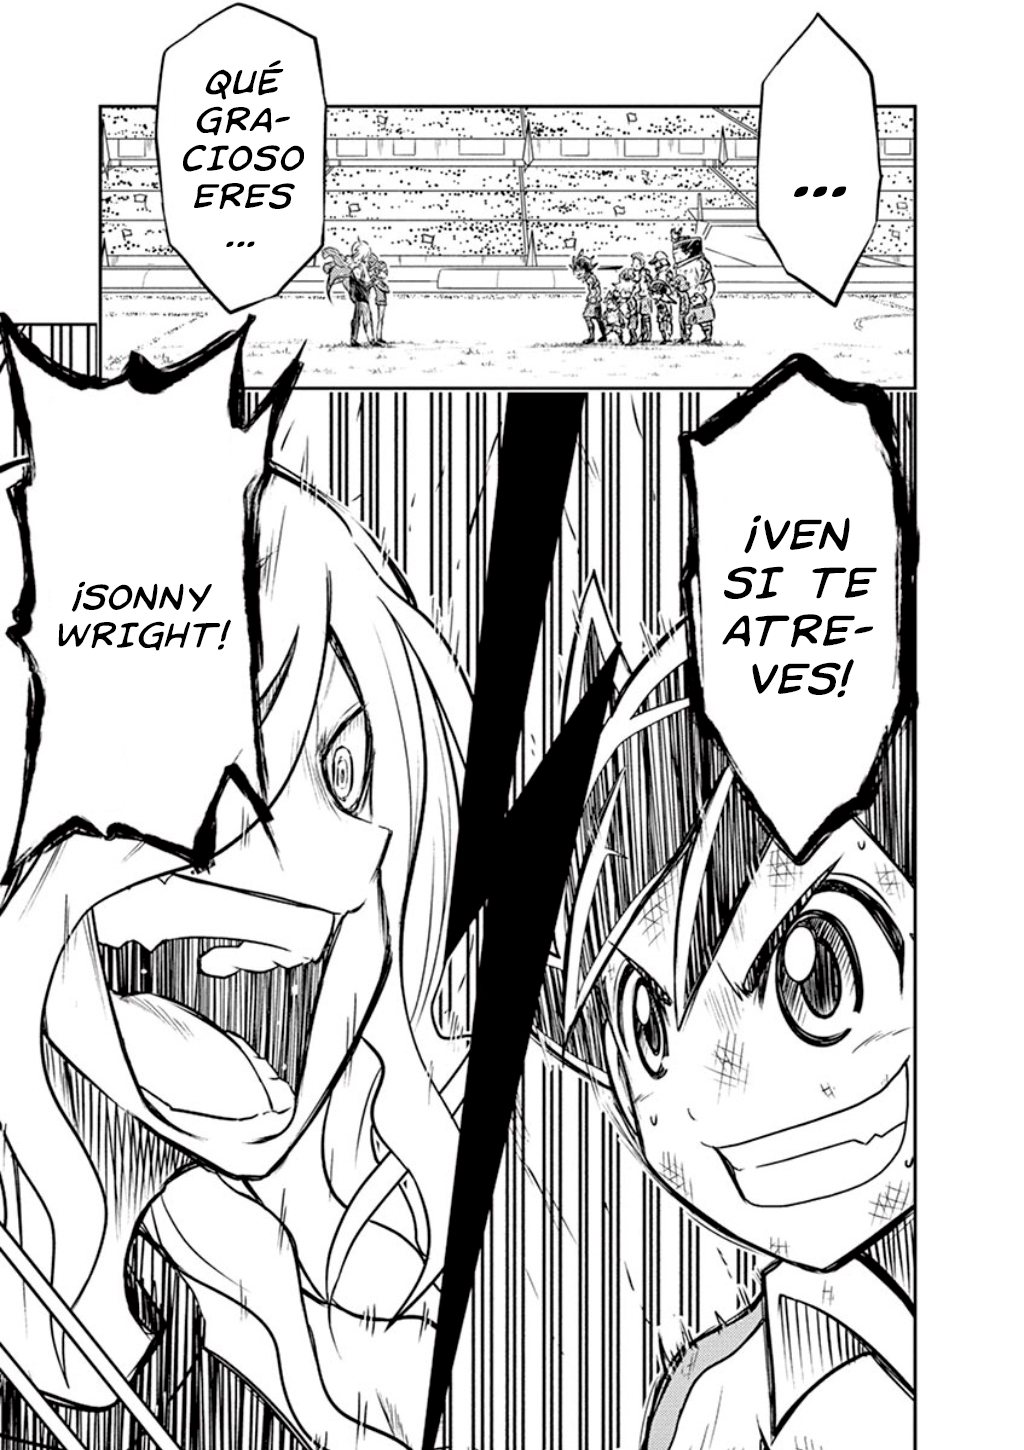 ...
QUÉ
GRA-
CIOSO
ERES
...
¡VEN
SI TE
ATRE-
VES!
¡SONNY
WRIGHT!